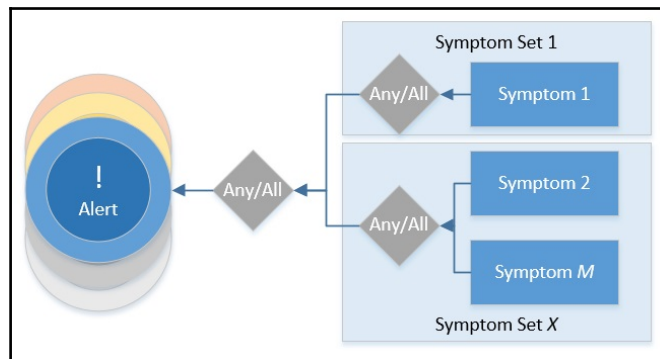 Symptom Set 1
Any/All
Symptom 1
!
Alert
Any/All
Any/All
Symptom 2
Symptom M
Symptom Set X